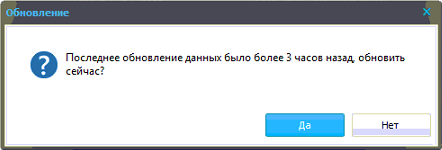 Обновление
Последнее обновление данных было более 3 часов назад, обновить
сейчас?
Да
Нет